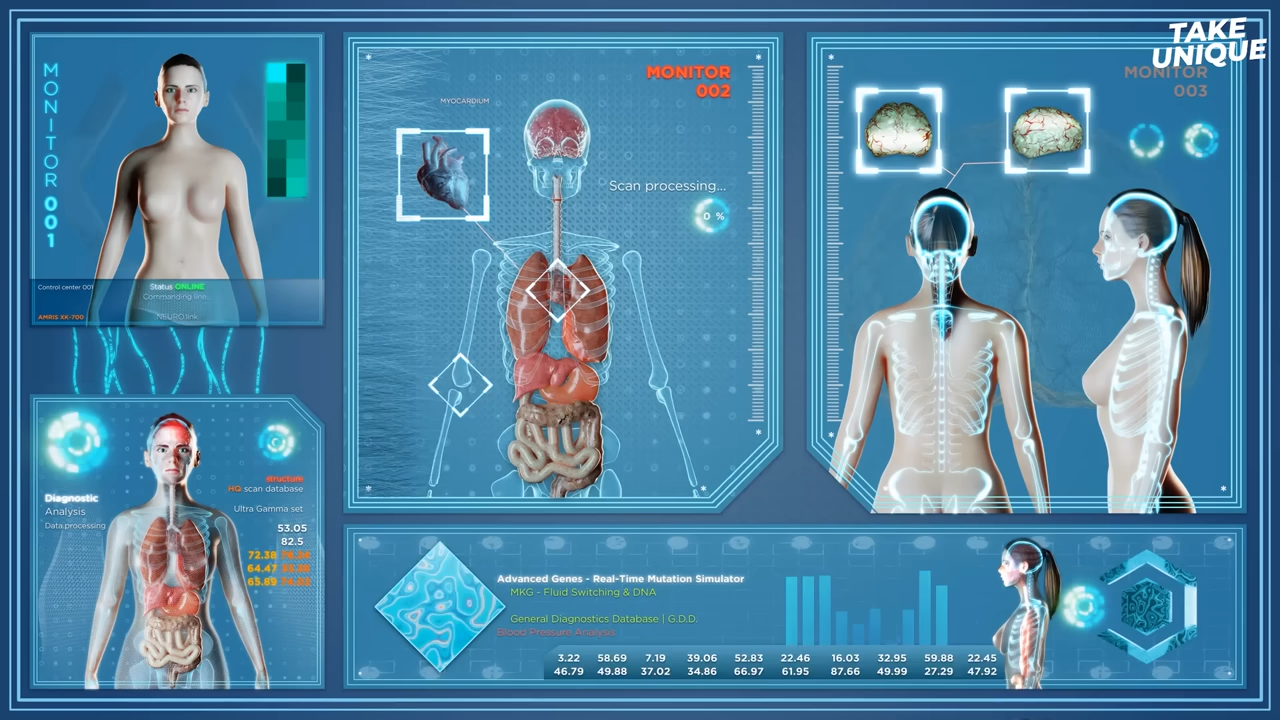 TAKE
UNIQUE
MONITOR 001
Control center 001
Status ONLINE
Commanding line..
AMRIS XK-700
NEURO link
MONITOR
002
MYOCARDIUM
Scan processing...
0 %
MONITOR
003
structure
HQ scan database
Diagnostic
Analysis
Data processing
Ultra Gamma set
53.05
82.5
72.38
64.47
65.89
Advanced Genes - Real-Time Mutation Simulator
MKG - Fluid Switching & DNA
General Diagnostics Database | G.D.D.
Blood Pressure Analysis
3.22 58.69 7.19 39.06 52.83 22.46 16.03 32.95 59.88 22.45
46.79 49.88 37.02 34.86 66.97 61.95 87.66 49.99 27.29 47.92